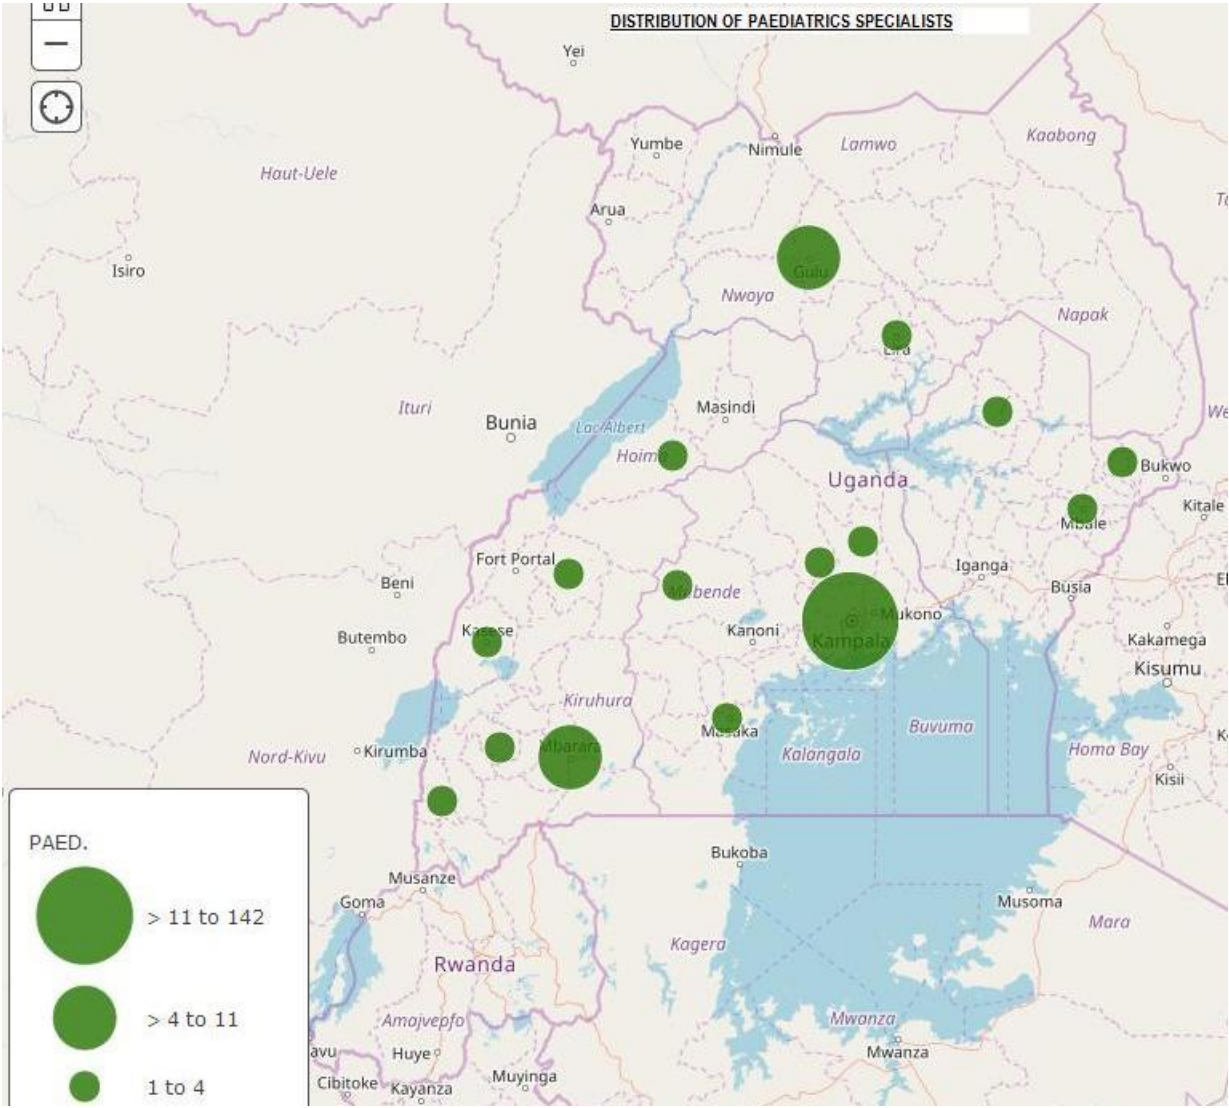 DISTRIBUTION OF PAEDIATRICS SPECIALISTS
Yei
Kaabong
Yumbe
Nimule
Lamwo
Haut-Uele
Arua
Isiro
Gulu
Nwoya
Napak
Lira
Ituri
Masindi
Bunia
Lac Albert
Hoima
Bukwo
Uganda
Kitale
Mbale
Fort Portal
Iganga
Beni
Busia
Mubende
Mukono
Kasese
Kanoni
Kampala
Butembo
Kakamega
Kisumu
Kiruhura
Masaka
Buvuma
Mbarara
Kirumba
Nord-Kivu
Kalangala
Homa Bay
Kisii
PAED.
> 11 to 142
> 4 to 11
1 to 4
Bukoba
Musanze
Goma
Musoma
Mara
Kagera
Rwanda
Amajyepfo
Mwanza
Huye
Mwanza
avu
Muyinga
Cibitoke
Kayanza